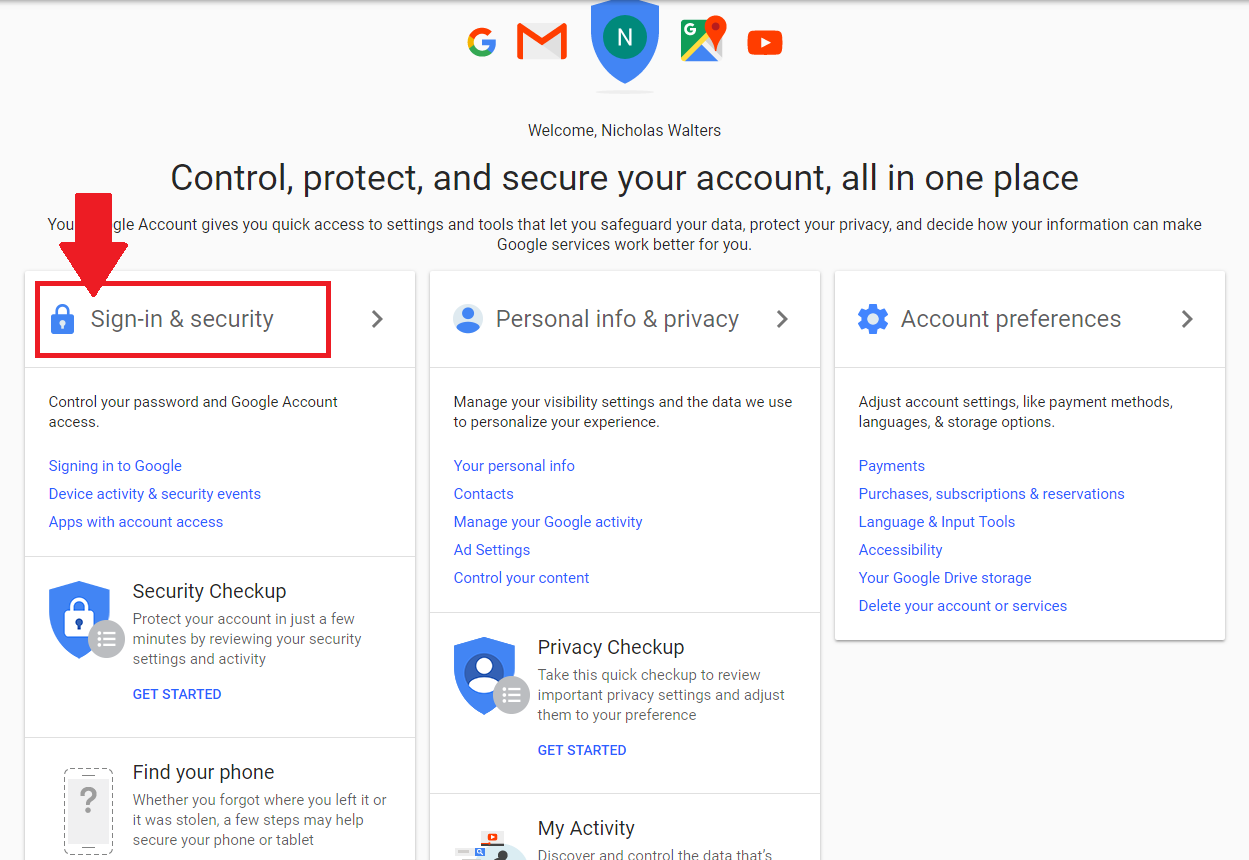 N
G
Welcome, Nicholas Walters
Control, protect, and secure your account, all in one place
Google Account gives you quick access to settings and tools that let you safeguard your data, protect your privacy, and decide how your information can make
Google services work better for you.
Sign-in & security
Control your password and Google Account
access.
Signing in to Google
Device activity & security events
Apps with account access
Security Checkup
Protect your account in just a few
minutes by reviewing your security
settings and activity
GET STARTED
Find your phone
?
Whether you forgot where you left it or
it was stolen, a few steps may help
secure your phone or tablet
Personal info & privacy
Manage your visibility settings and the data we use
to personalize your experience.
Your personal info
Contacts
Manage your Google activity
Ad Settings
Control your content
Privacy Checkup
Take this quick checkup to review
important privacy settings and adjust
them to your preference
GET STARTED
My Activity
Discover and control the data that's
Account preferences
Adjust account settings, like payment methods,
languages, & storage options.
Payments
Purchases, subscriptions & reservations
Language & Input Tools
Accessibility
Your Google Drive storage
Delete your account or services